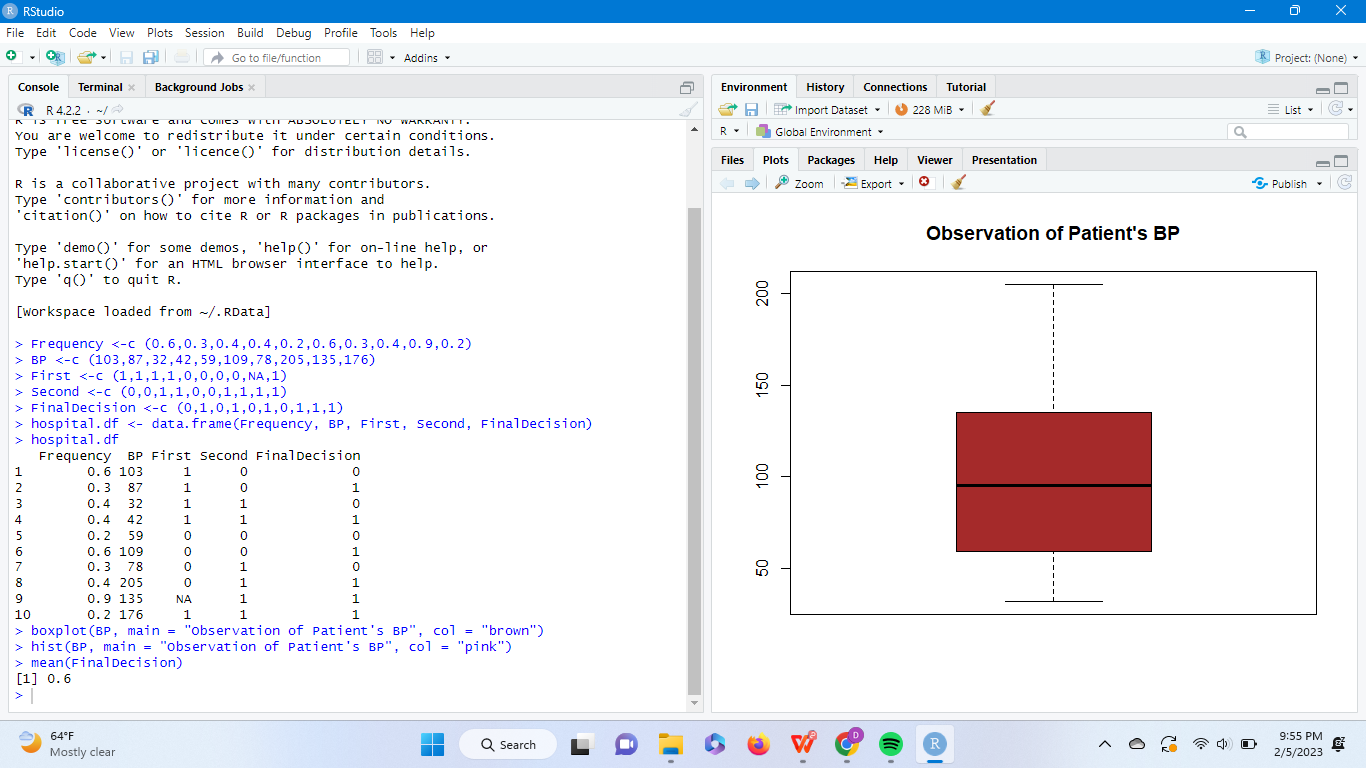 RStudio
File Edit Code View Plots Session Build Debug Profile Tools Help
Go to file/function Addins Project: (None)
Console Terminal Background Jobs
R 4.2.2 · ~/
R is free software and comes with ABSOLUTELY NO WARRANTY.
You are welcome to redistribute it under certain conditions.
Type 'license()' or 'licence()' for distribution details.
R is a collaborative project with many contributors.
Type 'contributors()' for more information and
'citation()' on how to cite R or R packages in publications.
Type 'demo()' for some demos, 'help()' for on-line help, or
'help.start()' for an HTML browser interface to help.
Type 'q()' to quit R.
[Workspace loaded from ~/.RData]
> Frequency <-c (0.6,0.3,0.4,0.4,0.2,0.6,0.3,0.4,0.9,0.2)
> BP <-c (103,87,32,42,59,109,78,205,135,176)
> First <-c (1,1,1,1,0,0,0,0,NA,1)
> Second <-c (0,0,1,1,0,0,1,1,1,1)
> FinalDecision <-c (0,1,0,1,0,1,0,1,1,1)
> hospital.df <- data.frame(Frequency, BP, First, Second, FinalDecision)
> hospital.df
Frequency BP First Second FinalDecision
1 0.6 103 1 0 0
2 0.3 87 1 0 1
3 0.4 32 1 1 0
4 0.4 42 1 1 1
5 0.2 59 0 0 0
6 0.6 109 0 0 1
7 0.3 78 0 1 0
8 0.4 205 0 1 1
9 0.9 135 NA 1 1
10 0.2 176 1 1 1
> boxplot(BP, main = "Observation of Patient's BP", col = "brown")
> hist(BP, main = "Observation of Patient's BP", col = "pink")
> mean(FinalDecision)
[1] 0.6
>
Environment History Connections Tutorial
Import Dataset 228 MiB List
R Global Environment
Files Plots Packages Help Viewer Presentation
Zoom Export Publish
Observation of Patient's BP
200
150
100
50
64°F
Mostly clear
Search
D
R
9:55 PM
2/5/2023